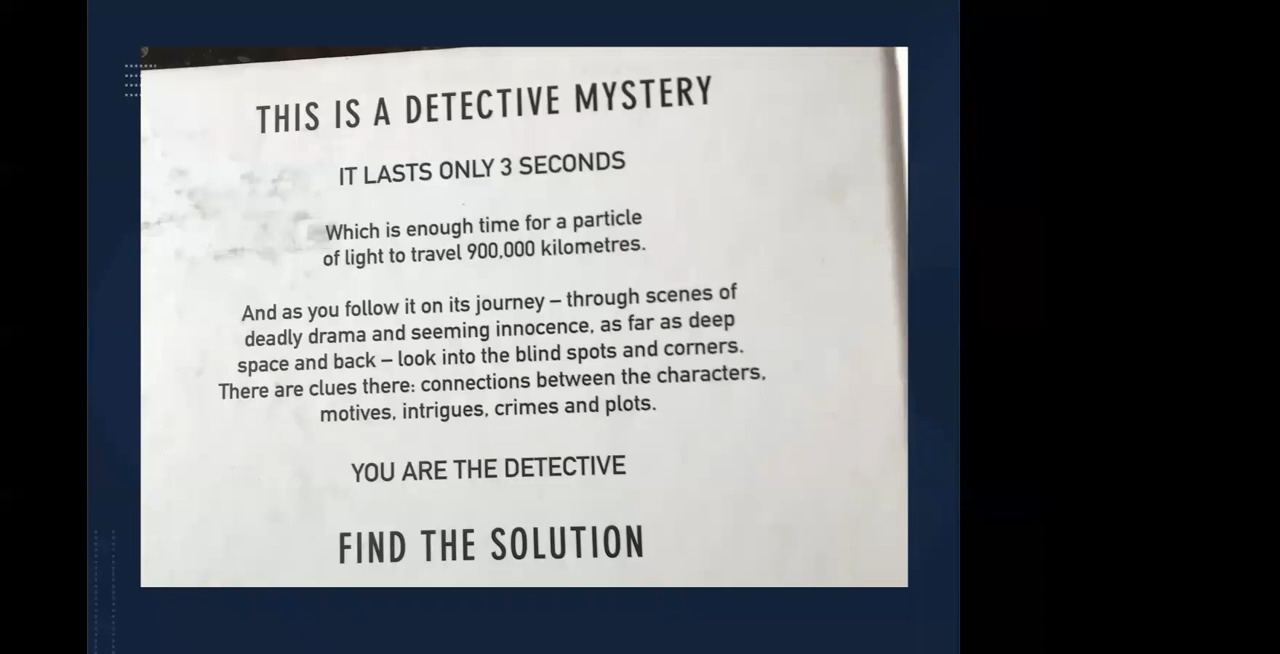 THIS IS A DETECTIVE MYSTERY
IT LASTS ONLY 3 SECONDS
Which is enough time for a particle
of light to travel 900,000 kilometres.
And as you follow it on its journey – through scenes of
deadly drama and seeming innocence, as far as deep
space and back – look into the blind spots and corners.
There are clues there: connections between the characters,
motives, intrigues, crimes and plots.
YOU ARE THE DETECTIVE
FIND THE SOLUTION